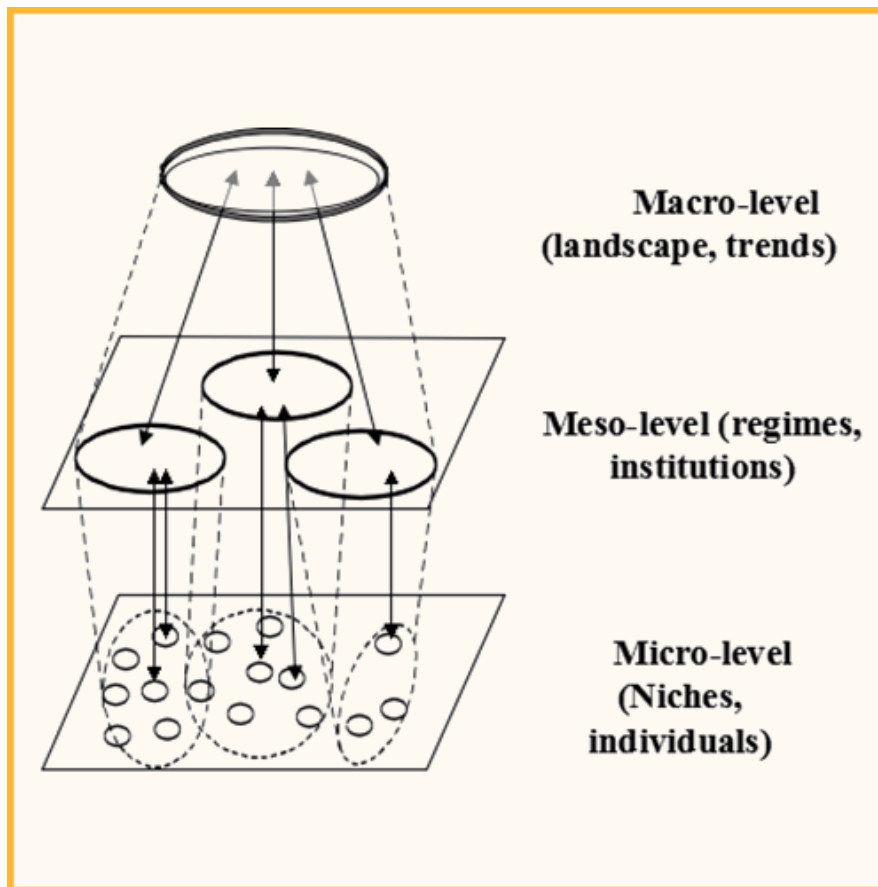 Macro-level
(landscape, trends)
Meso-level (regimes,
institutions)
Micro-level
(Niches,
individuals)